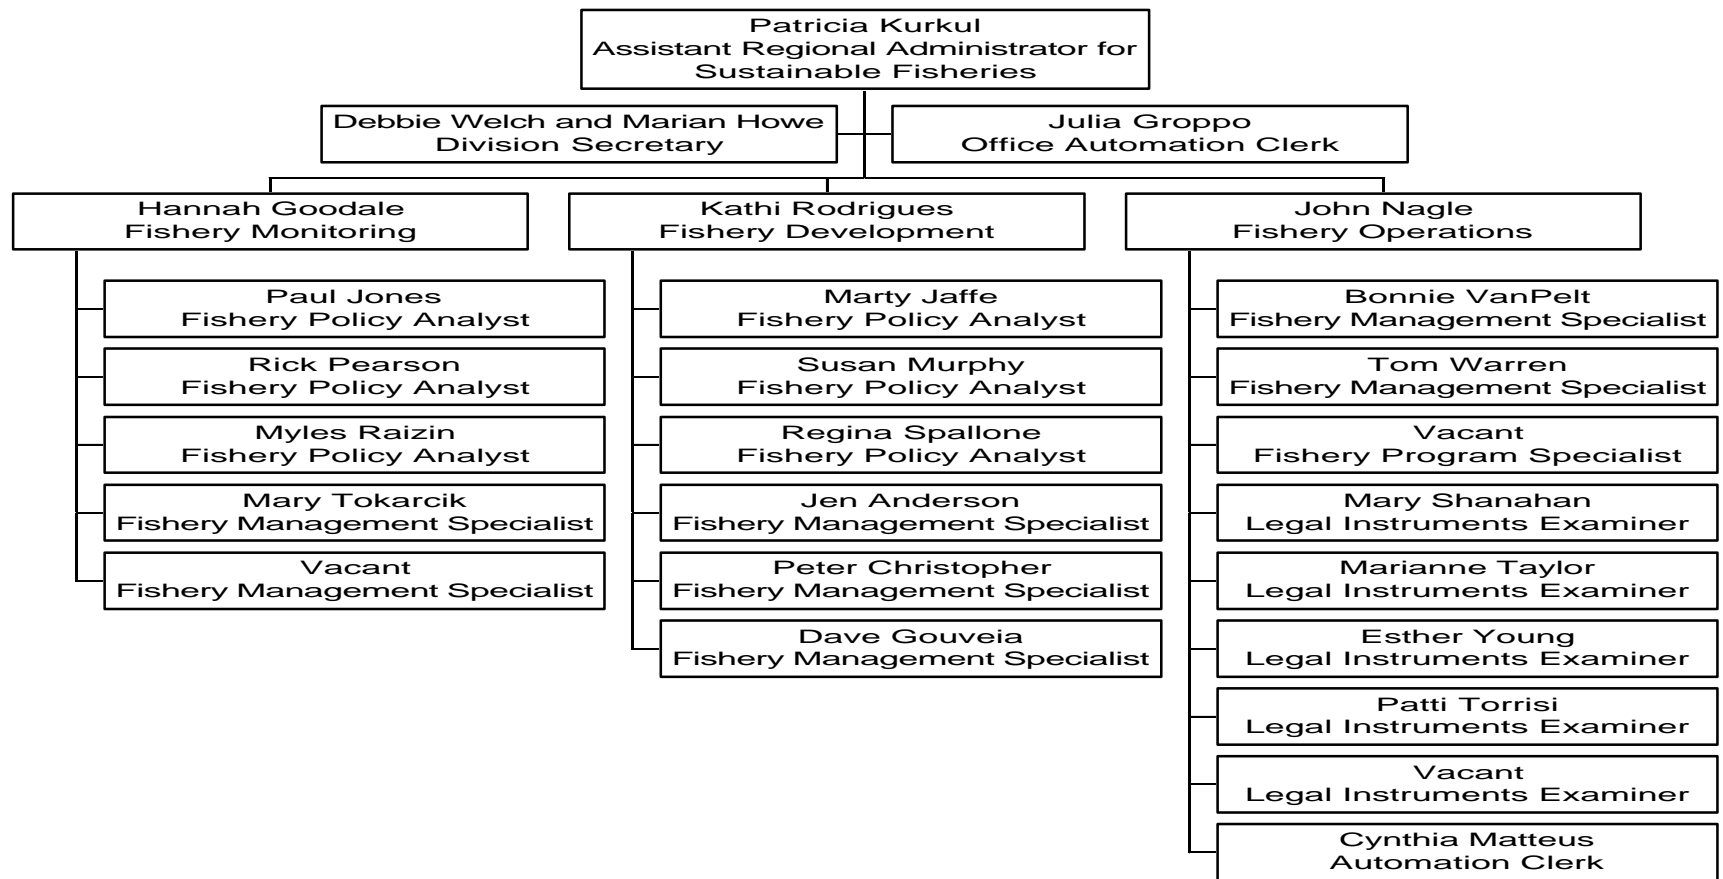 Patricia Kurkul
Assistant Regional Administrator for
Sustainable Fisheries
Debbie Welch and Marian Howe
Division Secretary
Julia Groppo
Office Automation Clerk
Hannah Goodale
Fishery Monitoring
Paul Jones
Fishery Policy Analyst
Rick Pearson
Fishery Policy Analyst
Myles Raizin
Fishery Policy Analyst
Mary Tokarcik
Fishery Management Specialist
Vacant
Fishery Management Specialist
Kathi Rodrigues
Fishery Development
Marty Jaffe
Fishery Policy Analyst
Susan Murphy
Fishery Policy Analyst
Regina Spallone
Fishery Policy Analyst
Jen Anderson
Fishery Management Specialist
Peter Christopher
Fishery Management Specialist
Dave Gouveia
Fishery Management Specialist
John Nagle
Fishery Operations
Bonnie VanPelt
Fishery Management Specialist
Tom Warren
Fishery Management Specialist
Vacant
Fishery Program Specialist
Mary Shanahan
Legal Instruments Examiner
Marianne Taylor
Legal Instruments Examiner
Esther Young
Legal Instruments Examiner
Patti Torrisi
Legal Instruments Examiner
Vacant
Legal Instruments Examiner
Cynthia Matteus
Automation Clerk